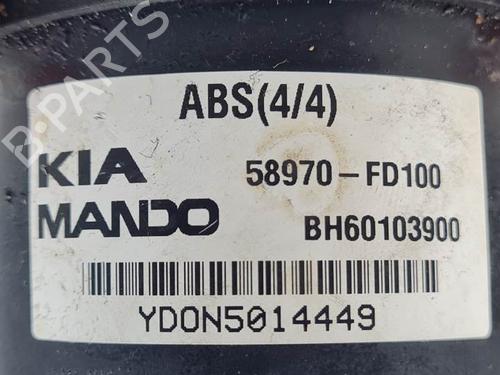 ABS(4/4)
KIA 58970-FD100
MANDO BH60103900
YDON5014449
B-PARTS